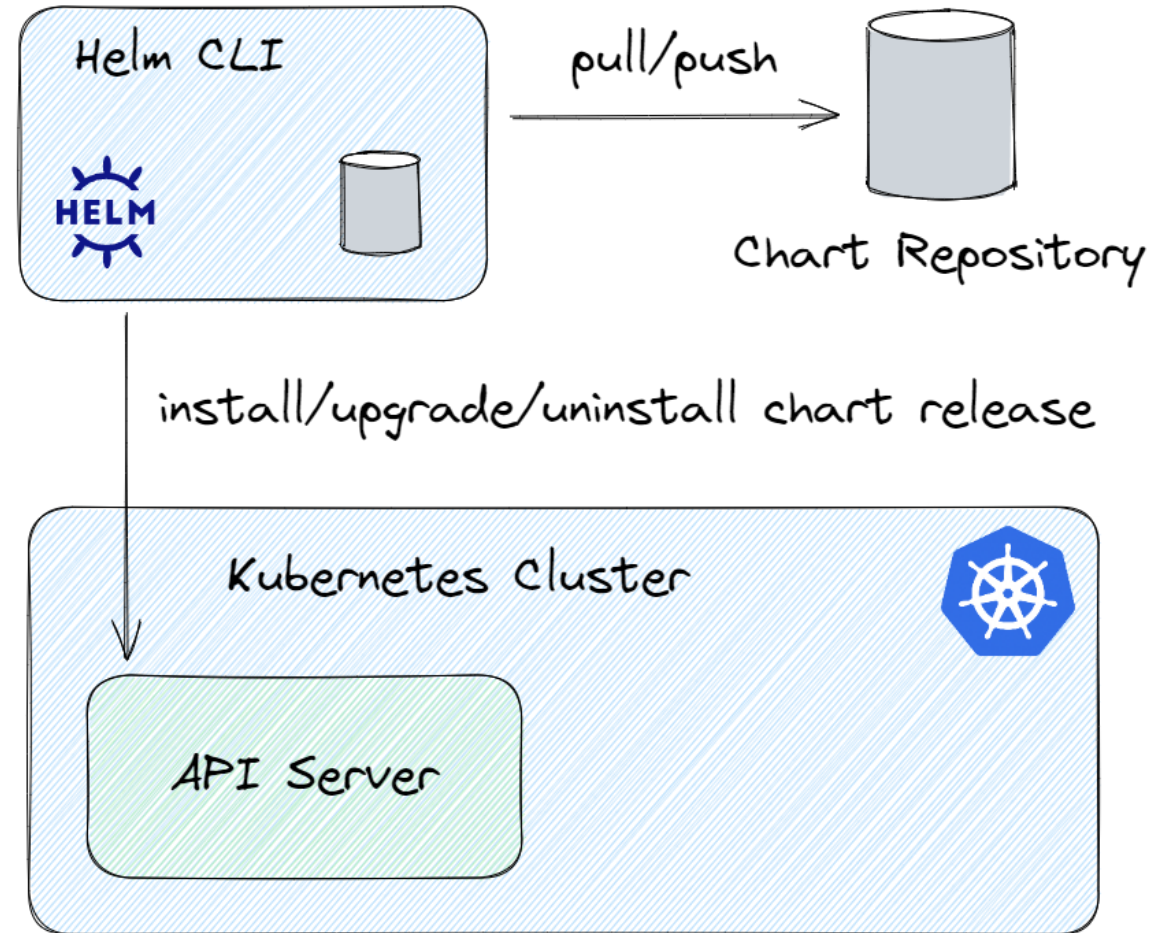 Helm CLI
pull/push
HELM
Chart Repository
install/upgrade/uninstall chart release
Kubernetes Cluster
API Server